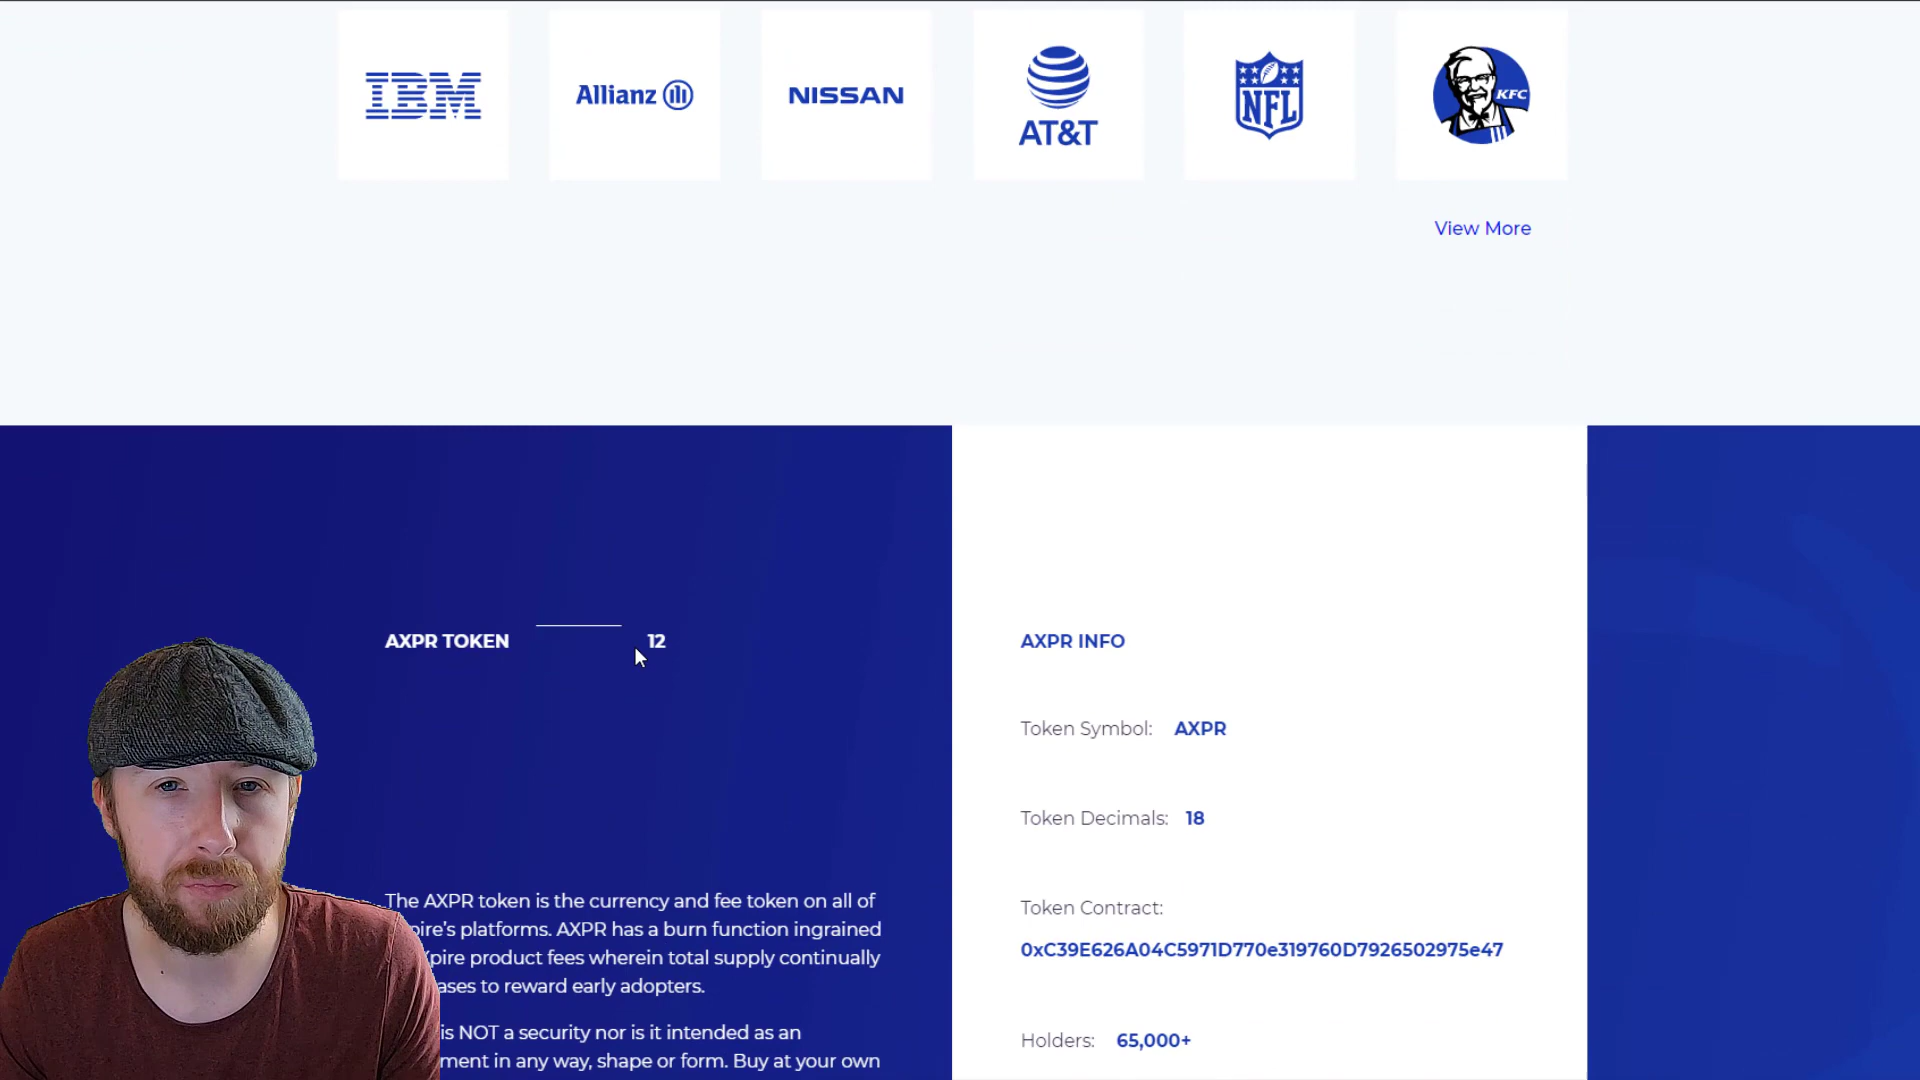 IBM
Allianz
NISSAN
AT&T
NFL
KFC
View More
AXPR TOKEN
12
The AXPR token is the currency and fee token on all of
pire's platforms. AXPR has a burn function ingrained
pire product fees wherein total supply continually
ases to reward early adopters.
is NOT a security nor is it intended as an
ment in any way, shape or form. Buy at your own
AXPR INFO
Token Symbol: AXPR
Token Decimals: 18
Token Contract:
0xC39E626A04C5971D770e319760D7926502975e47
Holders: 65,000+